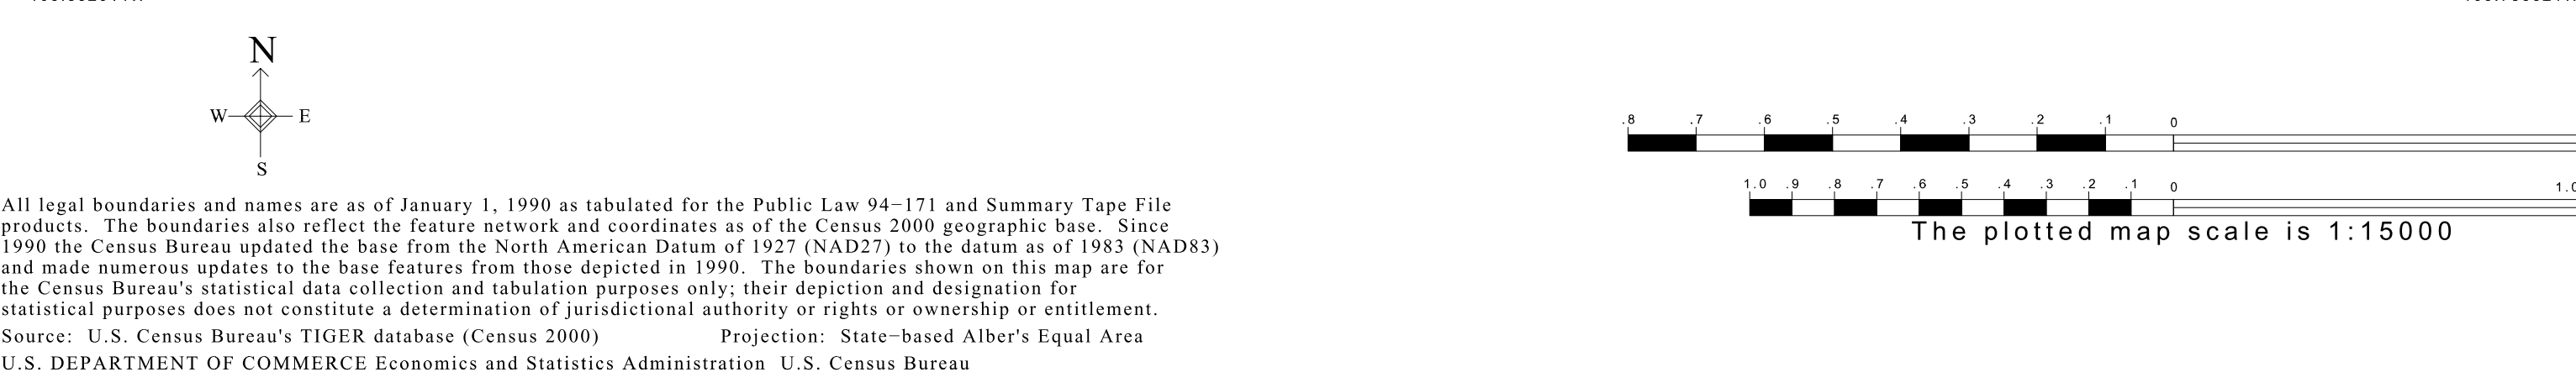 N
W E
S
.8 .7 .6 .5 .4 .3 .2 .1 0
1.0 .9 .8 .7 .6 .5 .4 .3 .2 .1 0
The plotted map scale is 1:15000
All legal boundaries and names are as of January 1, 1990 as tabulated for the Public Law 94−171 and Summary Tape File
products.  The boundaries also reflect the feature network and coordinates as of the Census 2000 geographic base.  Since
1990 the Census Bureau updated the base from the North American Datum of 1927 (NAD27) to the datum as of 1983 (NAD83)
and made numerous updates to the base features from those depicted in 1990.  The boundaries shown on this map are for
the Census Bureau's statistical data collection and tabulation purposes only; their depiction and designation for
statistical purposes does not constitute a determination of jurisdictional authority or rights or ownership or entitlement.
Source:  U.S. Census Bureau's TIGER database (Census 2000) Projection:  State−based Alber's Equal Area
U.S. DEPARTMENT OF COMMERCE Economics and Statistics Administration  U.S. Census Bureau